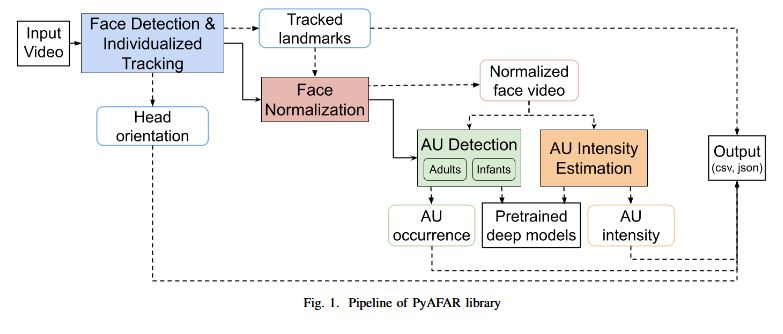 Input
Video
Face Detection &
Individualized
Tracking
Tracked
landmarks
Head
orientation
Face
Normalization
Normalized
face video
AU Detection
Adults
Infants
AU Intensity
Estimation
Output
(csv, json)
AU
occurrence
Pretrained
deep models
AU
intensity
Fig. 1. Pipeline of PyAFAR library